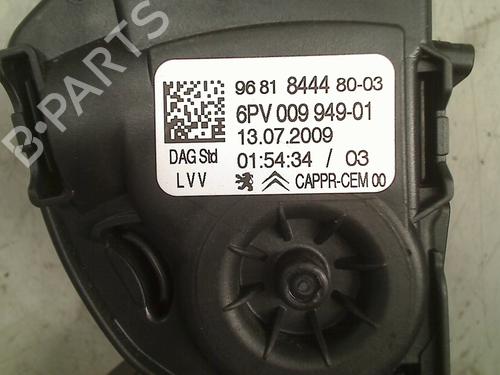 B-PARTS
96 81 8444 80-03
6PV 009 949-01
13.07.2009
DAG Std 01:54:34 / 03
LVV CAPPR-CEM 00